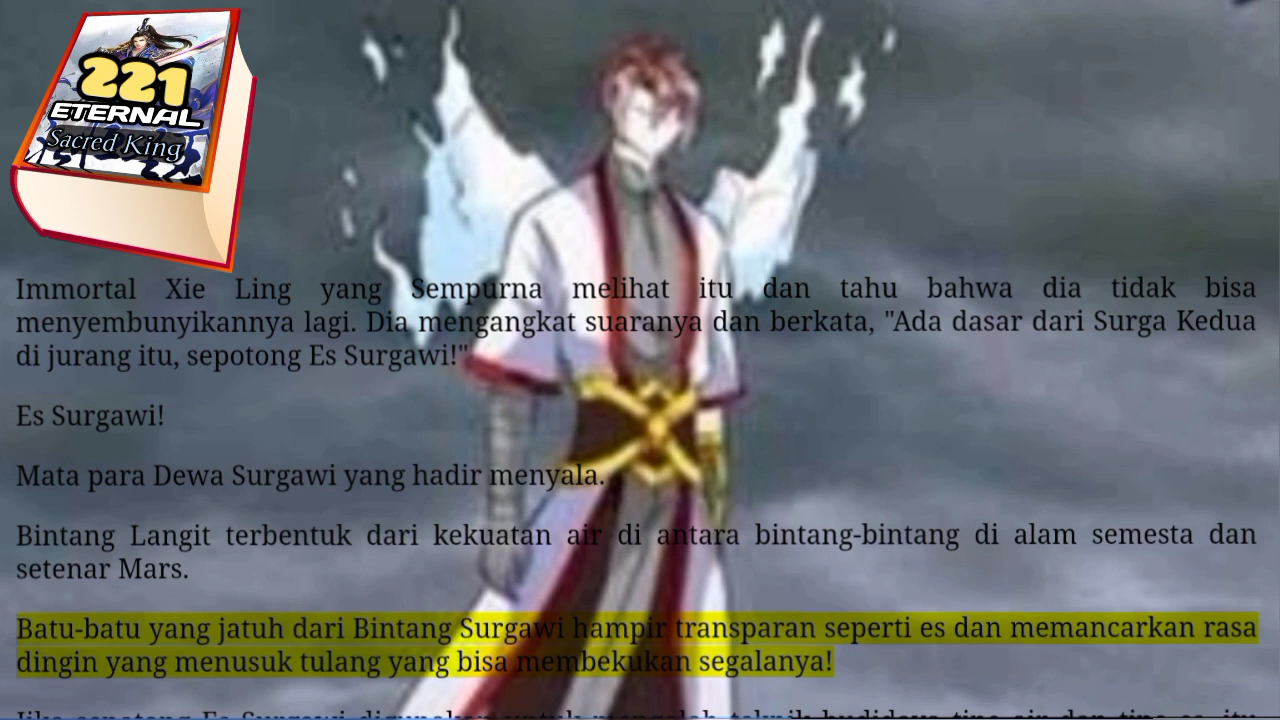 221
ETERNAL
Sacred King
Immortal Xie Ling yang Sempurna melihat itu dan tahu bahwa dia tidak bisa
menyembunyikannya lagi. Dia mengangkat suaranya dan berkata, "Ada dasar dari Surga Kedua
di jurang itu, sepotong Es Surgawi!"
Es Surgawi!
Mata para Dewa Surgawi yang hadir menyala.
Bintang Langit terbentuk dari kekuatan air di antara bintang-bintang di alam semesta dan
setenar Mars.
Batu-batu yang jatuh dari Bintang Surgawi hampir transparan seperti es dan memancarkan rasa
dingin yang menusuk tulang yang bisa membekukan segalanya!